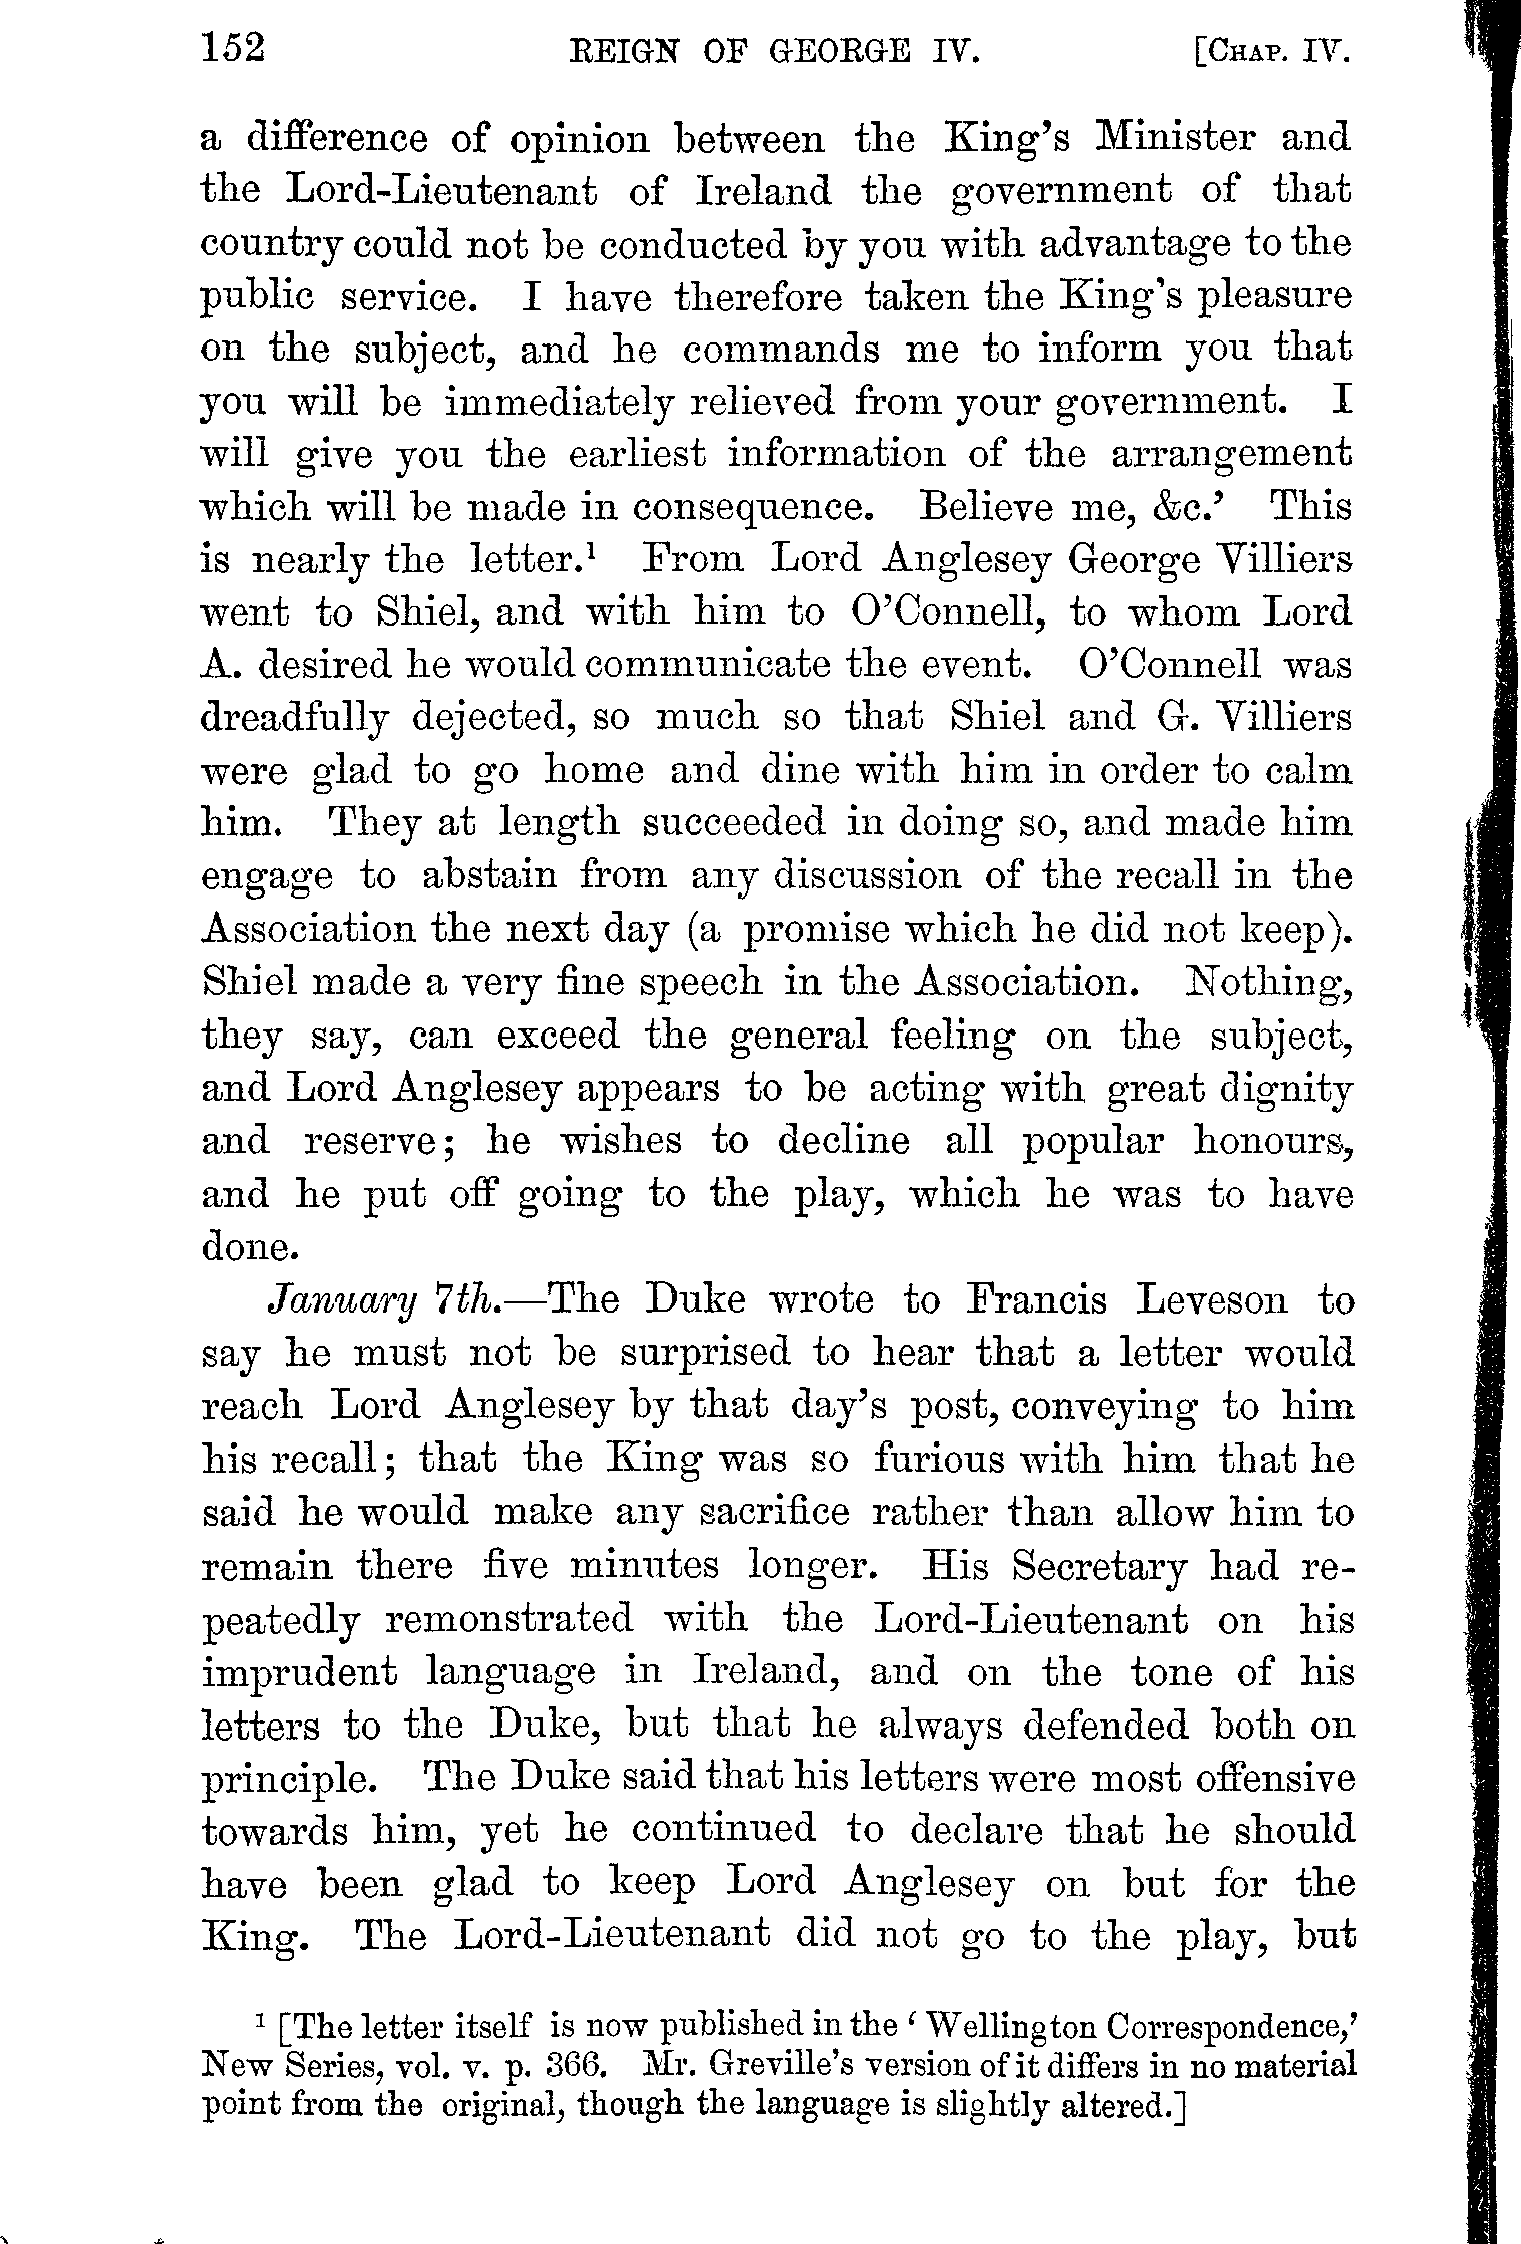 152 REIGN OF GEORGE IV. [CHAP. IV.
a difference of opinion between the King's Minister and
the Lord-Lieutenant of Ireland the government of that
country could not be conducted by you with advantage to the
public service. I have therefore taken the King's pleasure
on the subject, and he commands me to inform you that
you will be immediately relieved from your government. I
will give you the earliest information of the arrangement
which will be made in consequence. Believe me, &c.' This
is nearly the letter.¹ From Lord Anglesey George Villiers
went to Shiel, and with him to O'Connell, to whom Lord
A. desired he would communicate the event. O'Connell was
dreadfully dejected, so much so that Shiel and G. Villiers
were glad to go home and dine with him in order to calm
him. They at length succeeded in doing so, and made him
engage to abstain from any discussion of the recall in the
Association the next day (a promise which he did not keep).
Shiel made a very fine speech in the Association. Nothing,
they say, can exceed the general feeling on the subject,
and Lord Anglesey appears to be acting with great dignity
and reserve; he wishes to decline all popular honours,
and he put off going to the play, which he was to have
done.
January 7th.—The Duke wrote to Francis Leveson to
say he must not be surprised to hear that a letter would
reach Lord Anglesey by that day's post, conveying to him
his recall; that the King was so furious with him that he
said he would make any sacrifice rather than allow him to
remain there five minutes longer. His Secretary had re-
peatedly remonstrated with the Lord-Lieutenant on his
imprudent language in Ireland, and on the tone of his
letters to the Duke, but that he always defended both on
principle. The Duke said that his letters were most offensive
towards him, yet he continued to declare that he should
have been glad to keep Lord Anglesey on but for the
King. The Lord-Lieutenant did not go to the play, but
¹ [The letter itself is now published in the ' Wellington Correspondence,'
New Series, vol. v. p. 366. Mr. Greville's version of it differs in no material
point from the original, though the language is slightly altered.]